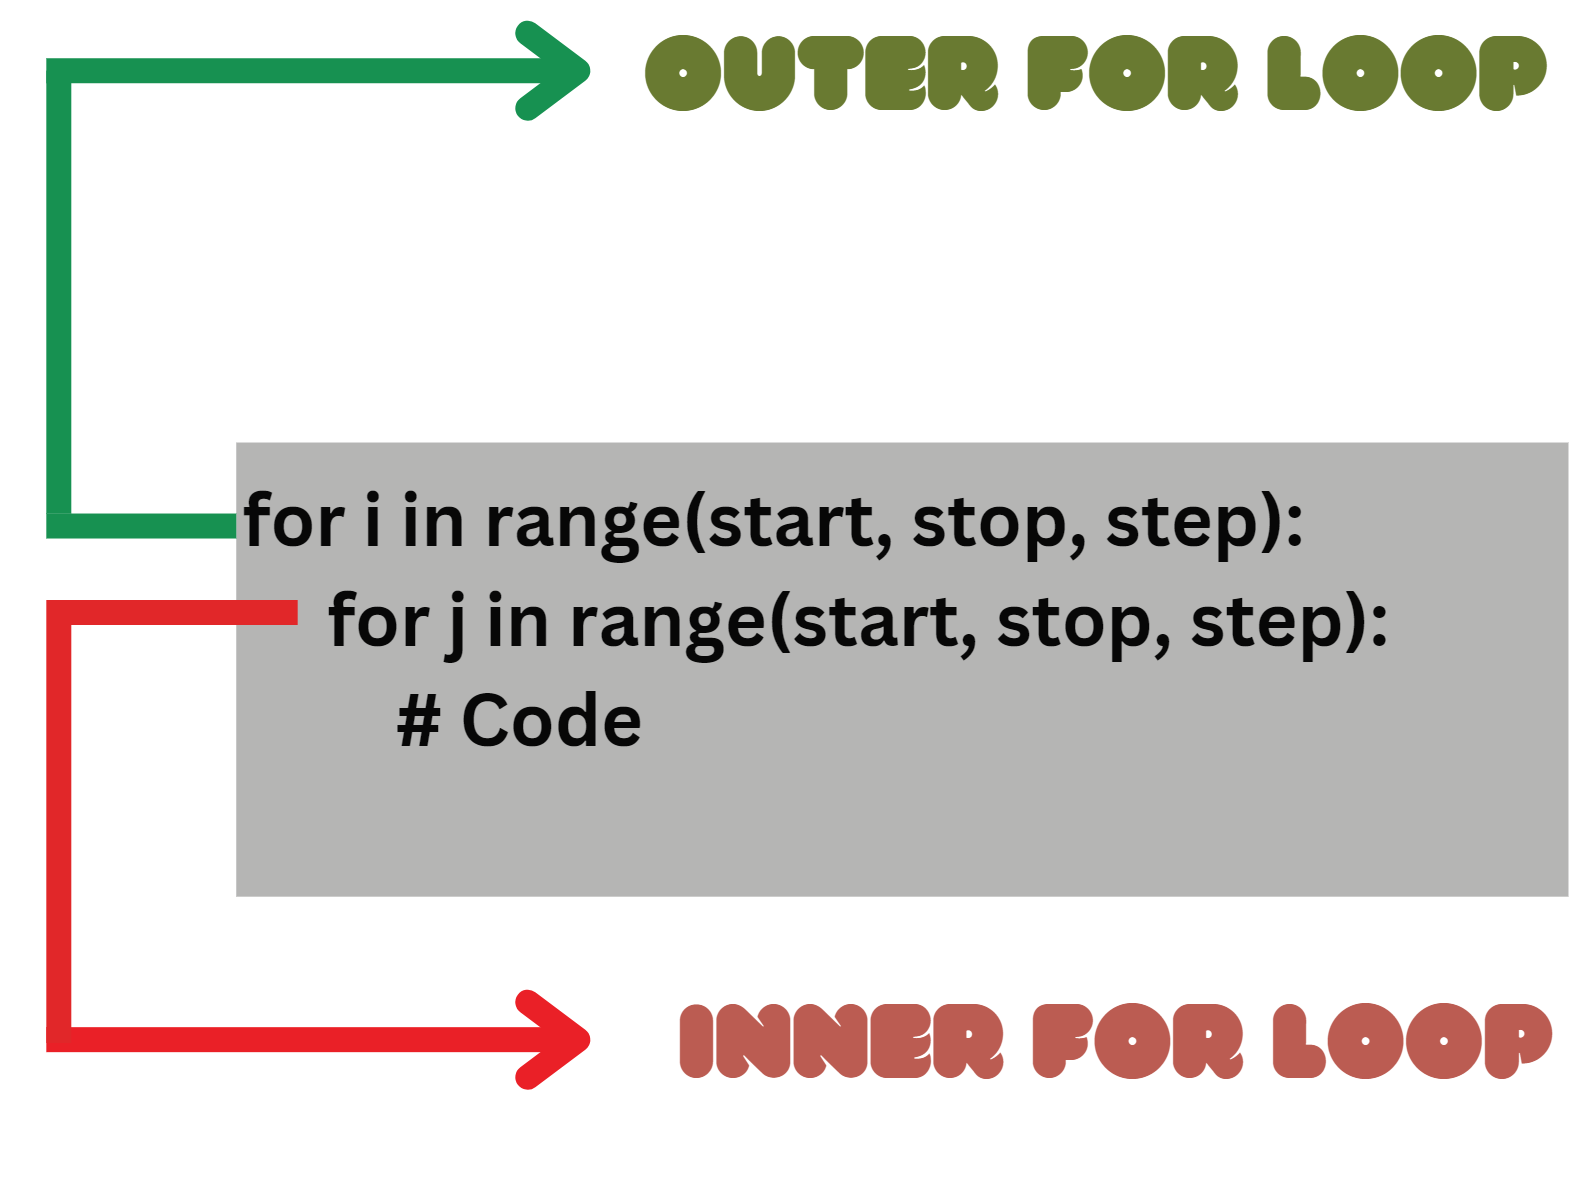 OUTER FOR LOOP
for i in range(start, stop, step):
for j in range(start, stop, step):
# Code
INNER FOR LOOP